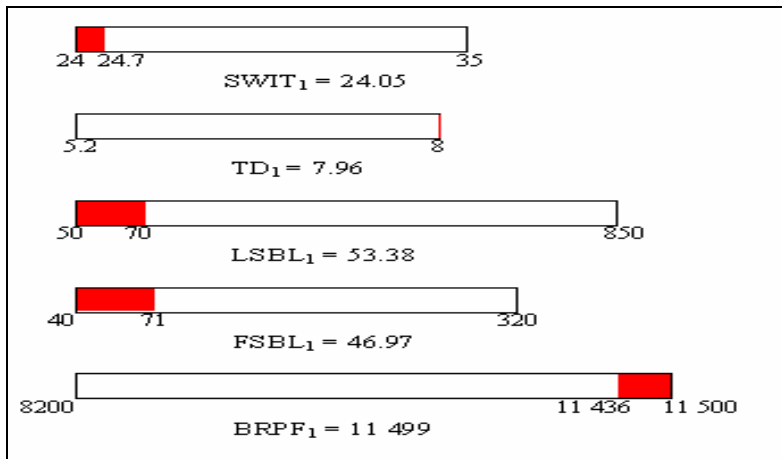 24 24.7 35
SWIT₁ = 24.05
5.2 8
TD₁ = 7.96
50 70 850
LSBL₁ = 53.38
40 71 320
FSBL₁ = 46.97
8200 11 436 11 500
BRPF₁ = 11 499